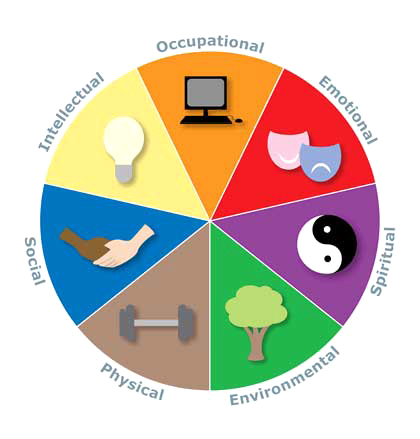 Occupational
Emotional
Spiritual
Environmental
Physical
Social
Intellectual